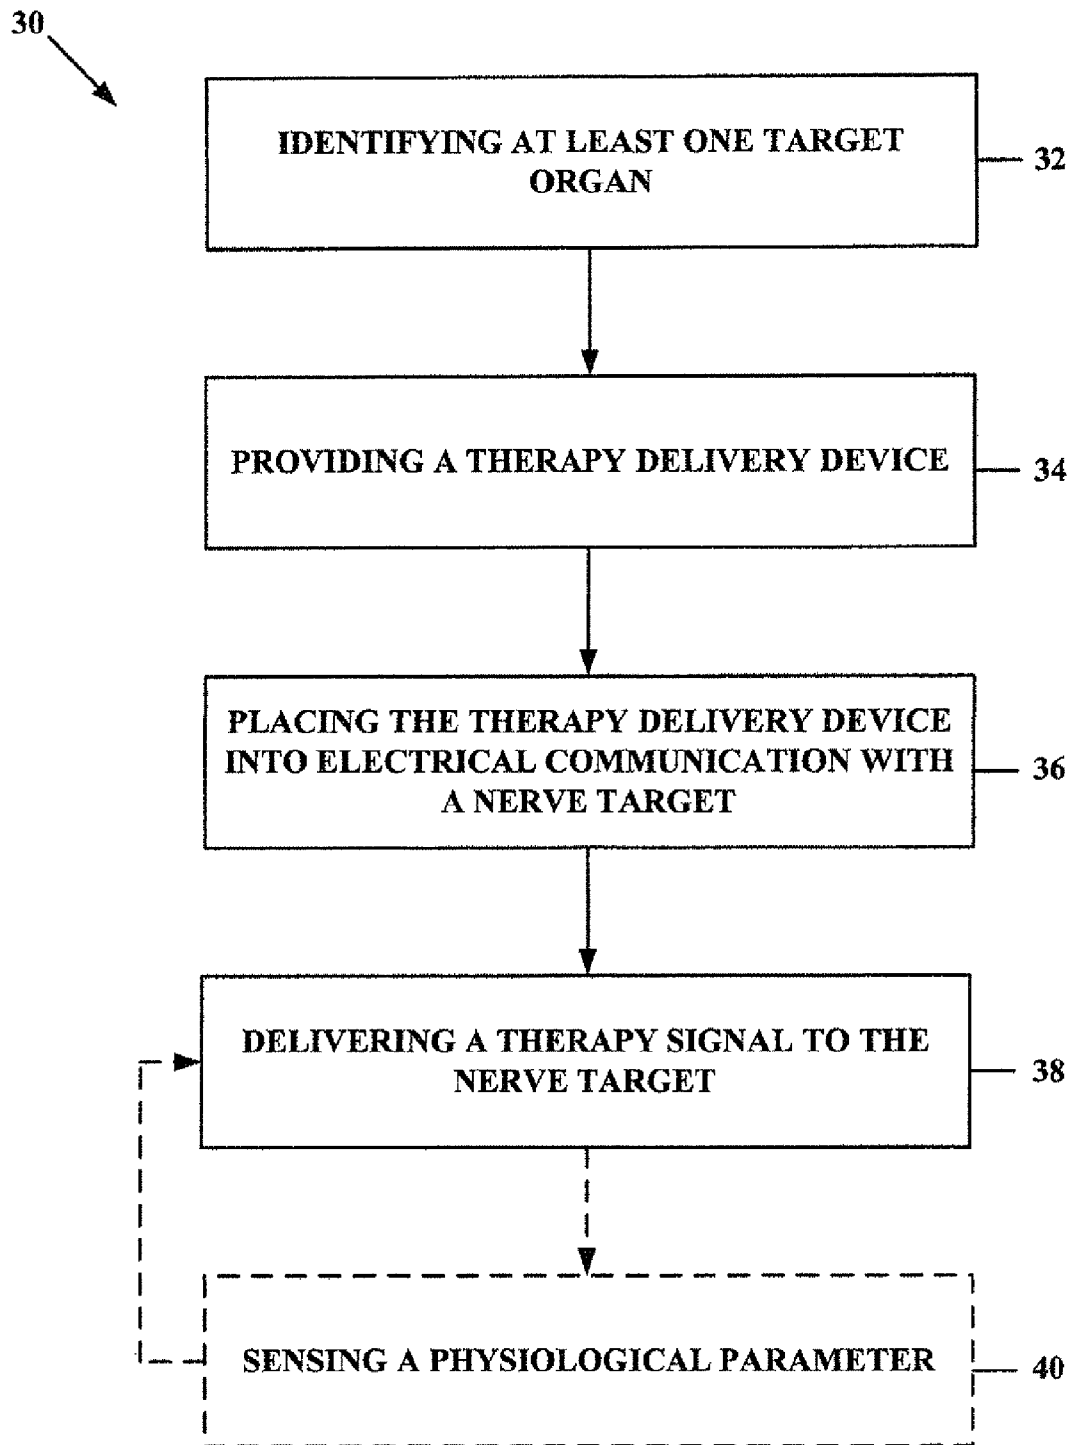 30
IDENTIFYING AT LEAST ONE TARGET
ORGAN
32
PROVIDING A THERAPY DELIVERY DEVICE
34
PLACING THE THERAPY DELIVERY DEVICE
INTO ELECTRICAL COMMUNICATION WITH
A NERVE TARGET
36
DELIVERING A THERAPY SIGNAL TO THE
NERVE TARGET
38
SENSING A PHYSIOLOGICAL PARAMETER
40